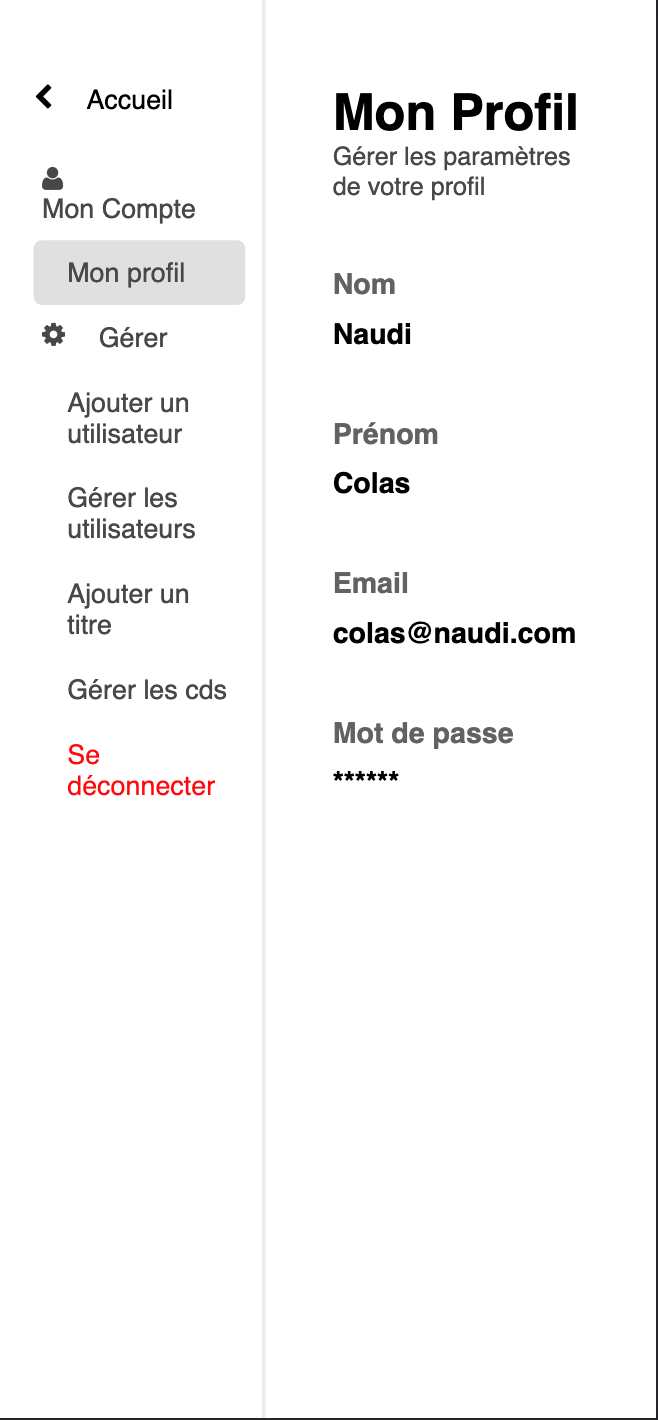 Accueil
Mon Compte
Mon profil
Gérer
Ajouter un
utilisateur
Gérer les
utilisateurs
Ajouter un
titre
Gérer les cds
Se
déconnecter
Mon Profil
Gérer les paramètres
de votre profil
Nom
Naudi
Prénom
Colas
Email
colas@naudi.com
Mot de passe
******